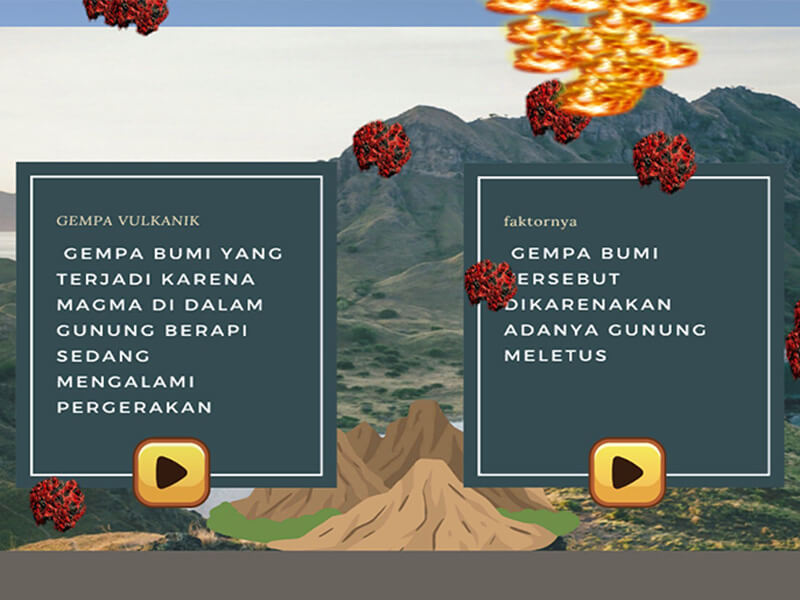 GEMPA VULKANIK
GEMPA BUMI YANG
TERJADI KARENA
MAGMA DI DALAM
GUNUNG BERAPI
SEDANG
MENGALAMI
PERGERAKAN
faktornya
GEMPA BUMI
TERSEBUT
DIKARENAKAN
ADANYA GUNUNG
MELETUS